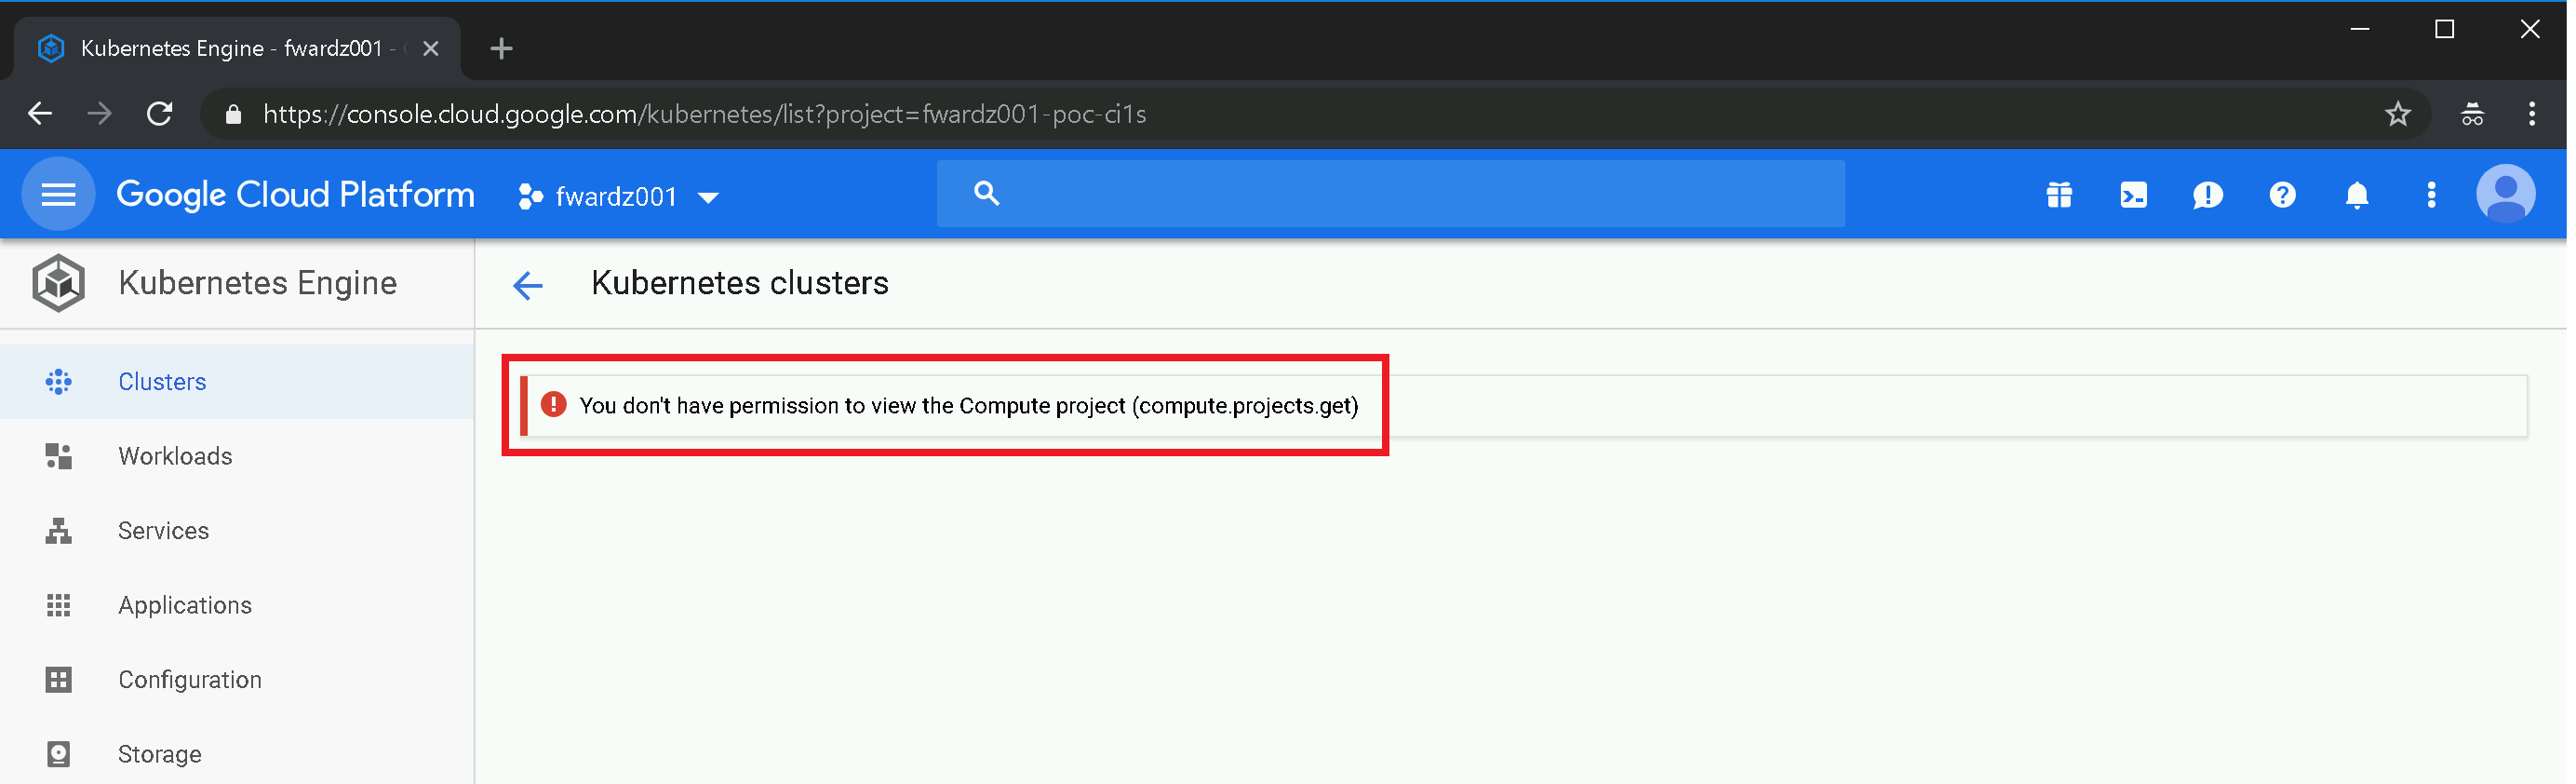 Kubernetes Engine - fwardz001 -
https://console.cloud.google.com/kubernetes/list?project=fwardz001-poc-ci1s
Google Cloud Platform
fwardz001
Kubernetes Engine
Kubernetes clusters
Clusters
You don't have permission to view the Compute project (compute.projects.get)
Workloads
Services
Applications
Configuration
Storage